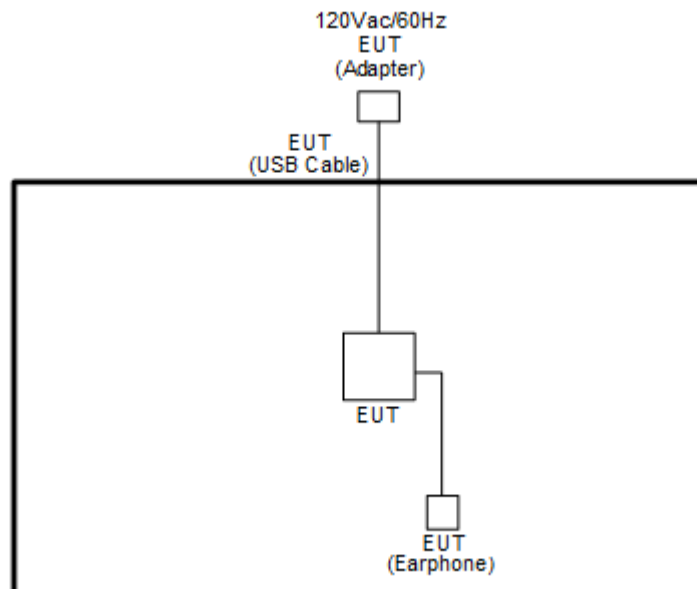 120Vac/60Hz
EUT
(Adapter)
EUT
(USB Cable)
EUT
EUT
(Earphone)